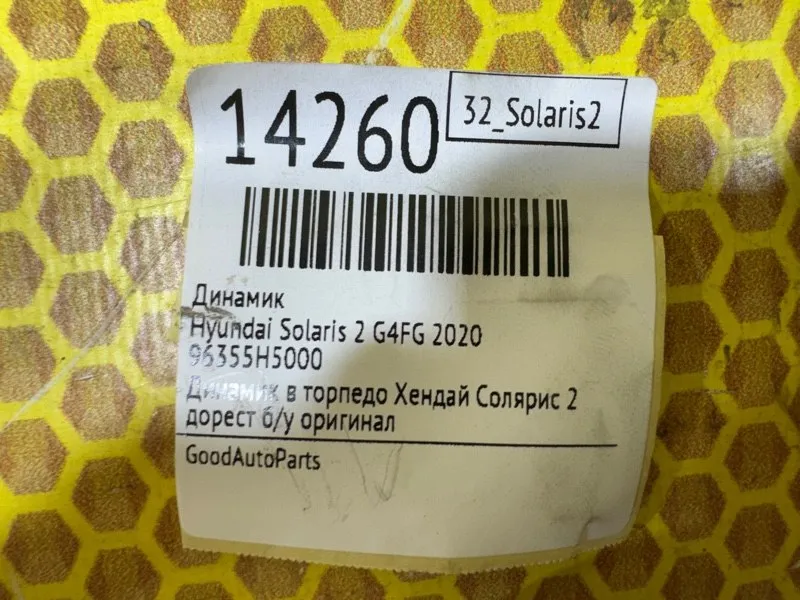 14260
32_Solaris2
Динамик
Hyundai Solaris 2 G4FG 2020
96355H5000
Динамик в торпедо Хендай Солярис 2
дорест б/у оригинал
GoodAutoParts